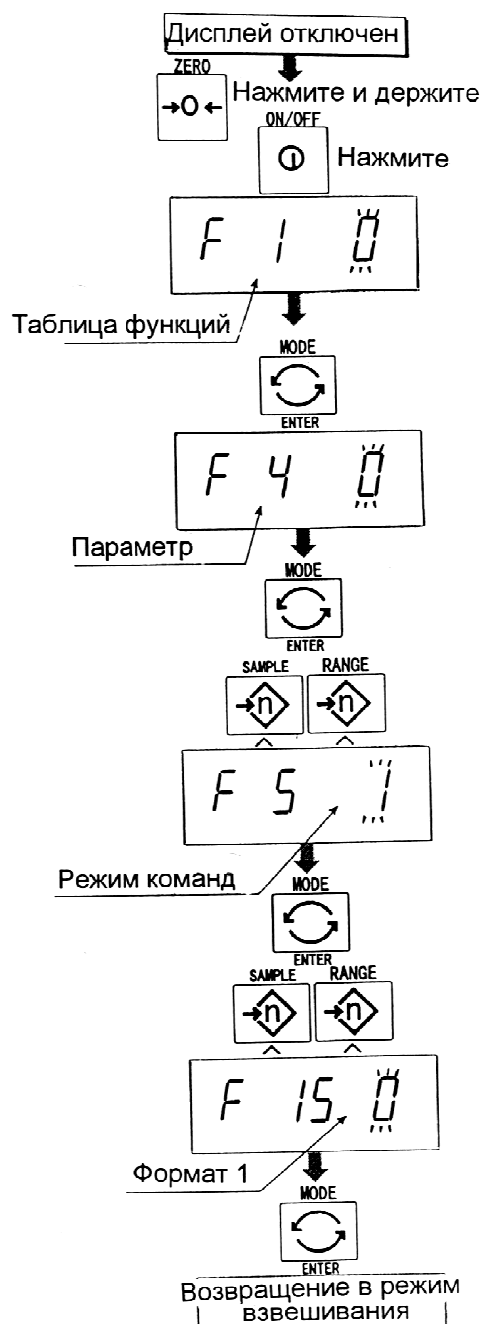 Дисплей отключен
ZERO
→0←
Нажмите и держите
ON/OFF
Нажмите
F 1 0
Таблица функций
MODE
ENTER
F 4 0
Параметр
MODE
ENTER
SAMPLE RANGE
→n →n
F 5 1
Режим команд
MODE
ENTER
SAMPLE RANGE
→n →n
F 15 0
Формат 1
MODE
ENTER
Возвращение в режим
взвешивания